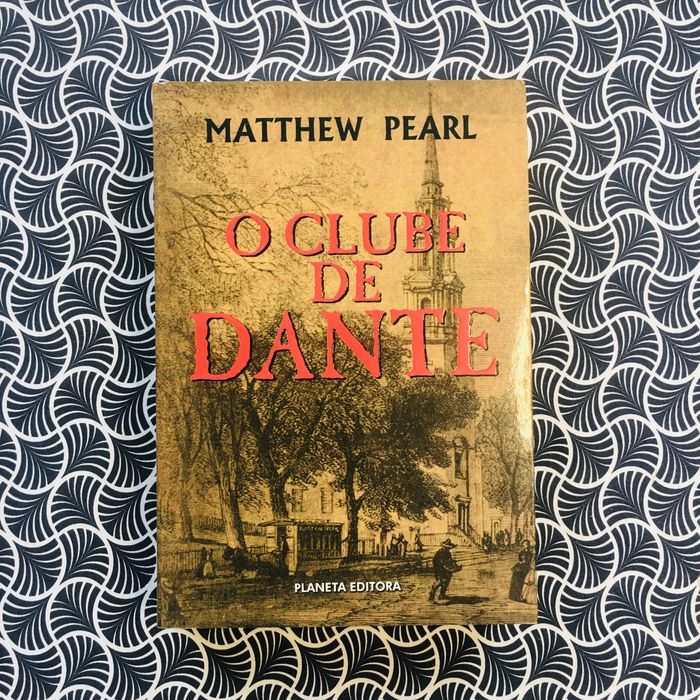 MATTHEW PEARL
O CLUBE
DE
DANTE
PLANETA EDITORA